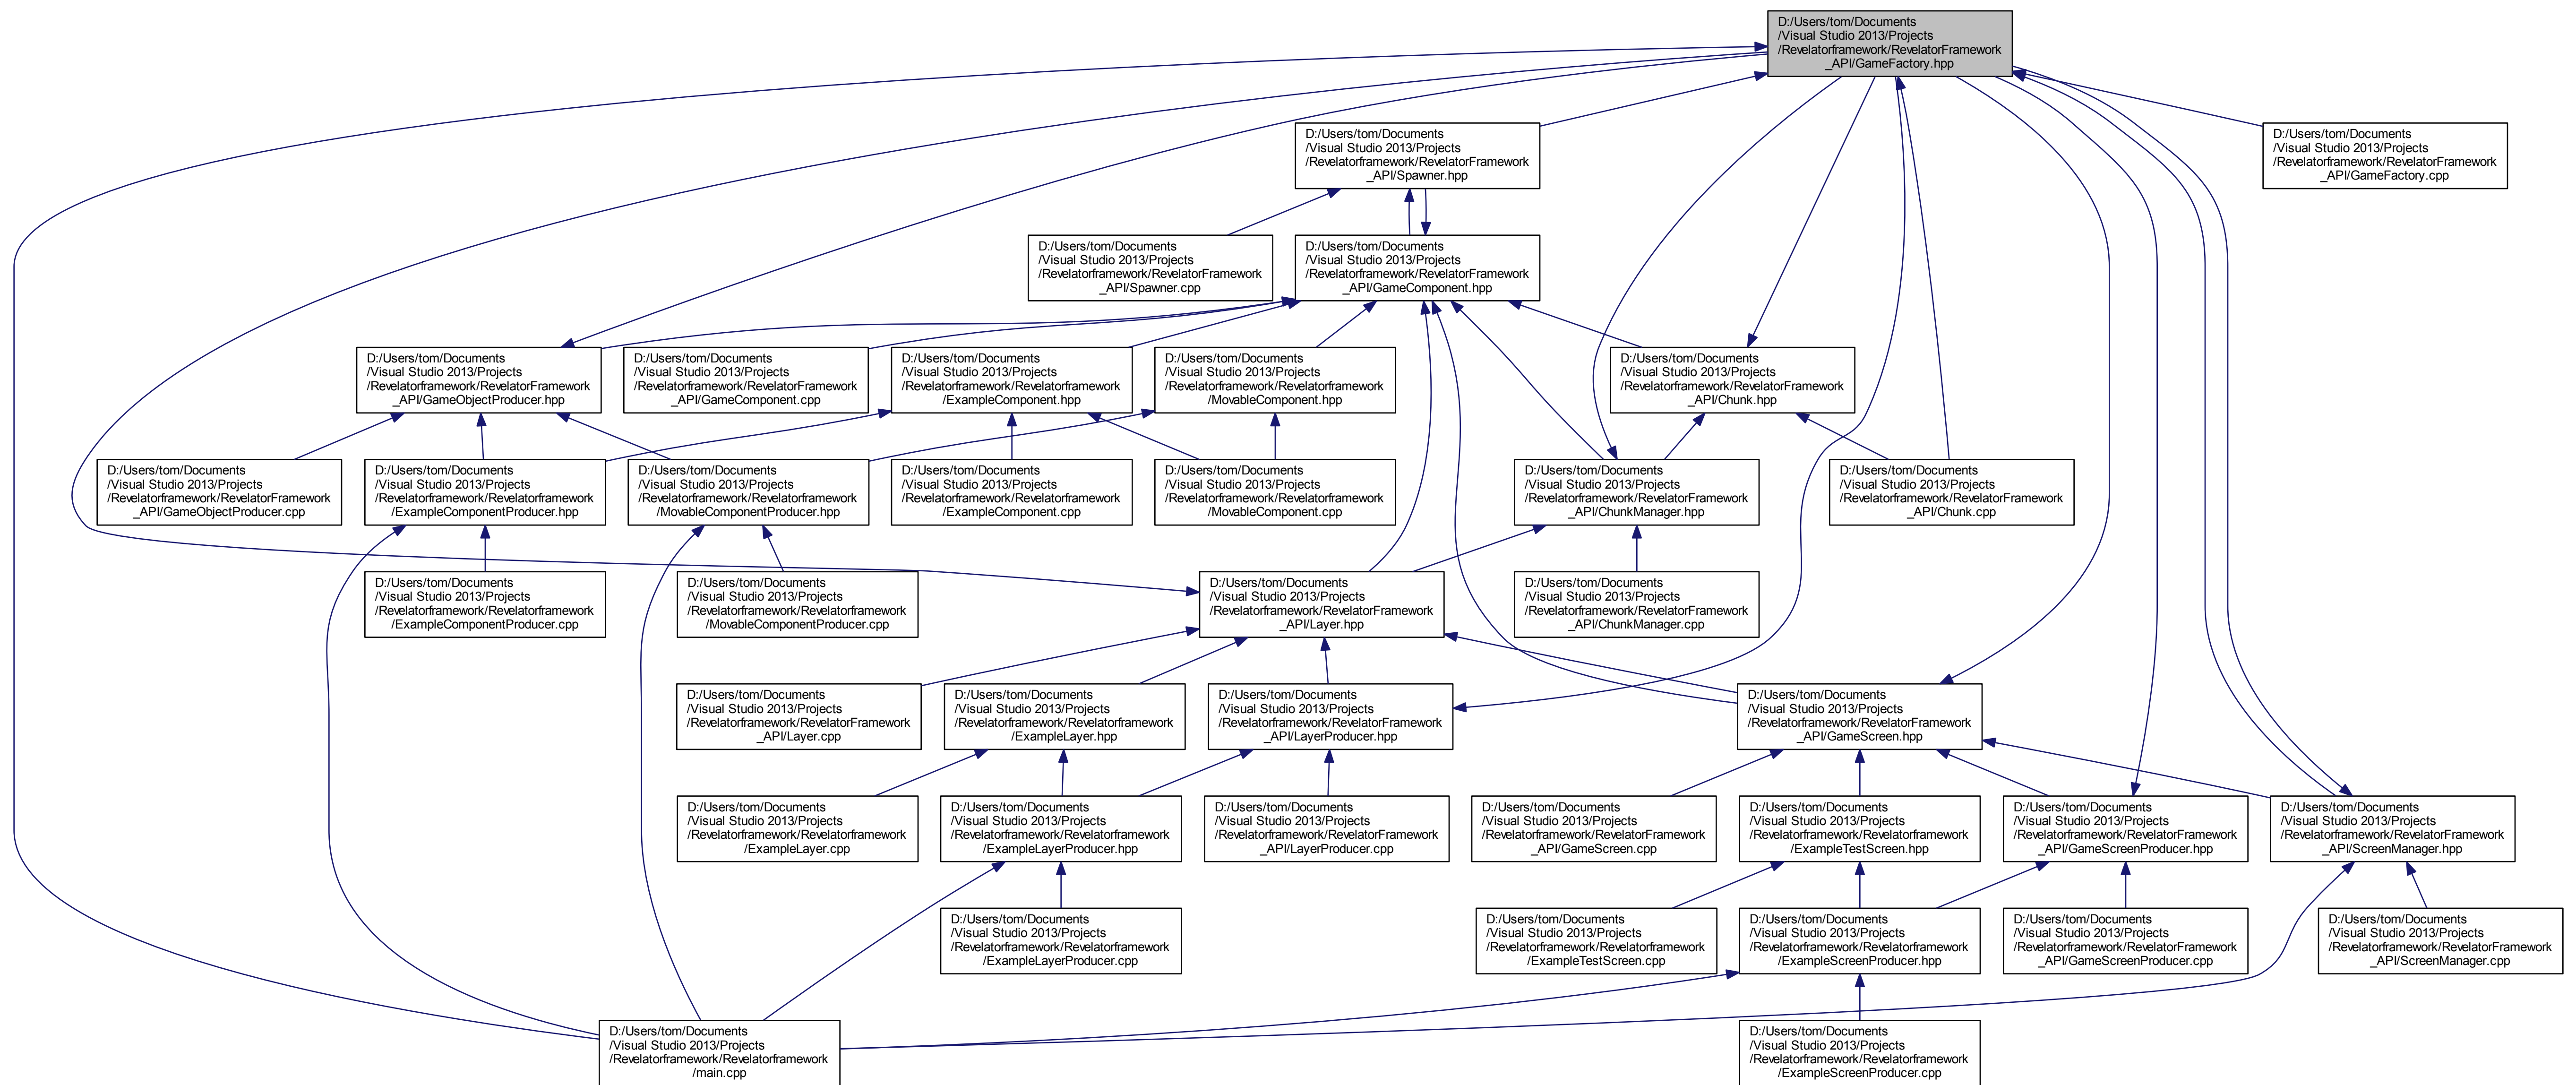 D:/Users/tom/Documents
/Visual Studio 2013/Projects
/Revelatorframework/RevelatorFramework
_API/GameFactory.hpp
D:/Users/tom/Documents
/Visual Studio 2013/Projects
/Revelatorframework/RevelatorFramework
_API/Spawner.hpp
D:/Users/tom/Documents
/Visual Studio 2013/Projects
/Revelatorframework/RevelatorFramework
_API/GameFactory.cpp
D:/Users/tom/Documents
/Visual Studio 2013/Projects
/Revelatorframework/RevelatorFramework
_API/Spawner.cpp
D:/Users/tom/Documents
/Visual Studio 2013/Projects
/Revelatorframework/RevelatorFramework
_API/GameComponent.hpp
D:/Users/tom/Documents
/Visual Studio 2013/Projects
/Revelatorframework/RevelatorFramework
_API/GameObjectProducer.hpp
D:/Users/tom/Documents
/Visual Studio 2013/Projects
/Revelatorframework/RevelatorFramework
_API/GameComponent.cpp
D:/Users/tom/Documents
/Visual Studio 2013/Projects
/Revelatorframework/Revelatorframework
/ExampleComponent.hpp
D:/Users/tom/Documents
/Visual Studio 2013/Projects
/Revelatorframework/Revelatorframework
/MovableComponent.hpp
D:/Users/tom/Documents
/Visual Studio 2013/Projects
/Revelatorframework/RevelatorFramework
_API/Chunk.hpp
D:/Users/tom/Documents
/Visual Studio 2013/Projects
/Revelatorframework/RevelatorFramework
_API/GameObjectProducer.cpp
D:/Users/tom/Documents
/Visual Studio 2013/Projects
/Revelatorframework/Revelatorframework
/ExampleComponentProducer.hpp
D:/Users/tom/Documents
/Visual Studio 2013/Projects
/Revelatorframework/Revelatorframework
/MovableComponentProducer.hpp
D:/Users/tom/Documents
/Visual Studio 2013/Projects
/Revelatorframework/Revelatorframework
/ExampleComponent.cpp
D:/Users/tom/Documents
/Visual Studio 2013/Projects
/Revelatorframework/Revelatorframework
/MovableComponent.cpp
D:/Users/tom/Documents
/Visual Studio 2013/Projects
/Revelatorframework/RevelatorFramework
_API/ChunkManager.hpp
D:/Users/tom/Documents
/Visual Studio 2013/Projects
/Revelatorframework/RevelatorFramework
_API/Chunk.cpp
D:/Users/tom/Documents
/Visual Studio 2013/Projects
/Revelatorframework/Revelatorframework
/ExampleComponentProducer.cpp
D:/Users/tom/Documents
/Visual Studio 2013/Projects
/Revelatorframework/Revelatorframework
/MovableComponentProducer.cpp
D:/Users/tom/Documents
/Visual Studio 2013/Projects
/Revelatorframework/RevelatorFramework
_API/Layer.hpp
D:/Users/tom/Documents
/Visual Studio 2013/Projects
/Revelatorframework/RevelatorFramework
_API/ChunkManager.cpp
D:/Users/tom/Documents
/Visual Studio 2013/Projects
/Revelatorframework/RevelatorFramework
_API/Layer.cpp
D:/Users/tom/Documents
/Visual Studio 2013/Projects
/Revelatorframework/Revelatorframework
/ExampleLayer.hpp
D:/Users/tom/Documents
/Visual Studio 2013/Projects
/Revelatorframework/RevelatorFramework
_API/LayerProducer.hpp
D:/Users/tom/Documents
/Visual Studio 2013/Projects
/Revelatorframework/RevelatorFramework
_API/GameScreen.hpp
D:/Users/tom/Documents
/Visual Studio 2013/Projects
/Revelatorframework/Revelatorframework
/ExampleLayer.cpp
D:/Users/tom/Documents
/Visual Studio 2013/Projects
/Revelatorframework/Revelatorframework
/ExampleLayerProducer.hpp
D:/Users/tom/Documents
/Visual Studio 2013/Projects
/Revelatorframework/RevelatorFramework
_API/LayerProducer.cpp
D:/Users/tom/Documents
/Visual Studio 2013/Projects
/Revelatorframework/RevelatorFramework
_API/GameScreen.cpp
D:/Users/tom/Documents
/Visual Studio 2013/Projects
/Revelatorframework/Revelatorframework
/ExampleTestScreen.hpp
D:/Users/tom/Documents
/Visual Studio 2013/Projects
/Revelatorframework/RevelatorFramework
_API/GameScreenProducer.hpp
D:/Users/tom/Documents
/Visual Studio 2013/Projects
/Revelatorframework/RevelatorFramework
_API/ScreenManager.hpp
D:/Users/tom/Documents
/Visual Studio 2013/Projects
/Revelatorframework/Revelatorframework
/ExampleLayerProducer.cpp
D:/Users/tom/Documents
/Visual Studio 2013/Projects
/Revelatorframework/Revelatorframework
/ExampleTestScreen.cpp
D:/Users/tom/Documents
/Visual Studio 2013/Projects
/Revelatorframework/Revelatorframework
/ExampleScreenProducer.hpp
D:/Users/tom/Documents
/Visual Studio 2013/Projects
/Revelatorframework/RevelatorFramework
_API/GameScreenProducer.cpp
D:/Users/tom/Documents
/Visual Studio 2013/Projects
/Revelatorframework/RevelatorFramework
_API/ScreenManager.cpp
D:/Users/tom/Documents
/Visual Studio 2013/Projects
/Revelatorframework/Revelatorframework
/main.cpp
D:/Users/tom/Documents
/Visual Studio 2013/Projects
/Revelatorframework/Revelatorframework
/ExampleScreenProducer.cpp